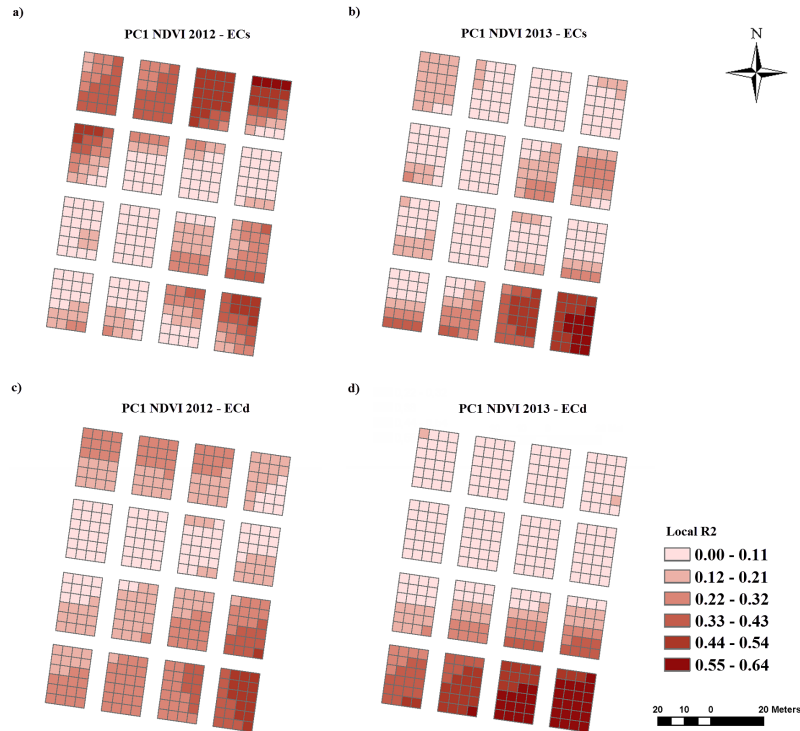 a)
PC1 NDVI 2012 - ECs
b)
PC1 NDVI 2013 - ECs
N
c)
PC1 NDVI 2012 - ECd
d)
PC1 NDVI 2013 - ECd
Local R2
0.00 - 0.11
0.12 - 0.21
0.22 - 0.32
0.33 - 0.43
0.44 - 0.54
0.55 - 0.64
20 10 0 20 Meters